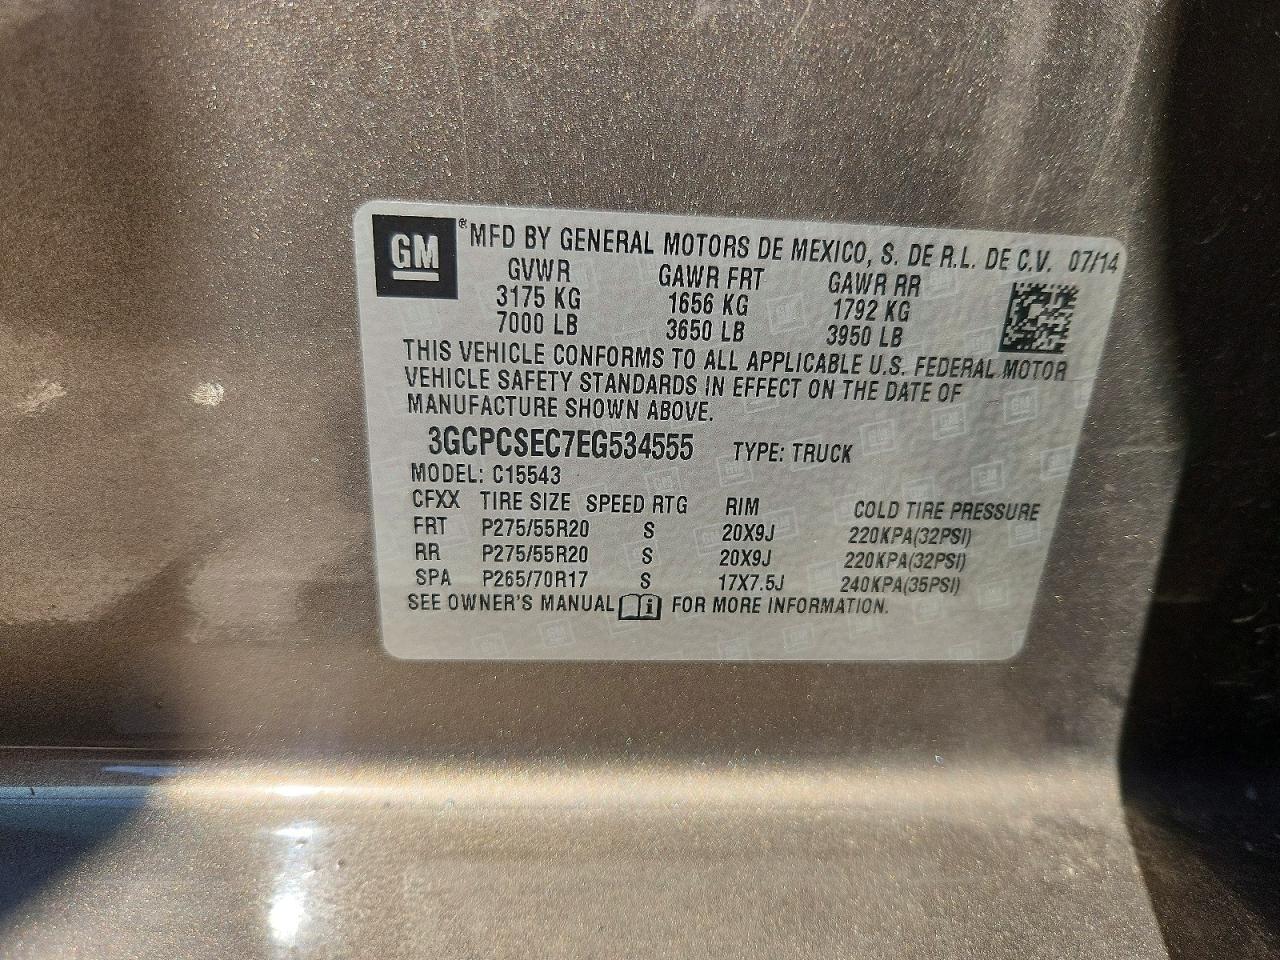 GM® MFD BY GENERAL MOTORS DE MEXICO, S. DE R.L. DE C.V. 07/14
GVWR GAWR FRT GAWR RR
3175 KG 1656 KG 1792 KG
7000 LB 3650 LB 3950 LB
THIS VEHICLE CONFORMS TO ALL APPLICABLE U.S. FEDERAL MOTOR
VEHICLE SAFETY STANDARDS IN EFFECT ON THE DATE OF
MANUFACTURE SHOWN ABOVE.
3GCPCSEC7EG534555 TYPE: TRUCK
MODEL: C15543
CFXX TIRE SIZE SPEED RTG RIM COLD TIRE PRESSURE
FRT P275/55R20 S 20X9J 220KPA(32PSI)
RR P275/55R20 S 20X9J 220KPA(32PSI)
SPA P265/70R17 S 17X7.5J 240KPA(35PSI)
SEE OWNER'S MANUAL FOR MORE INFORMATION.